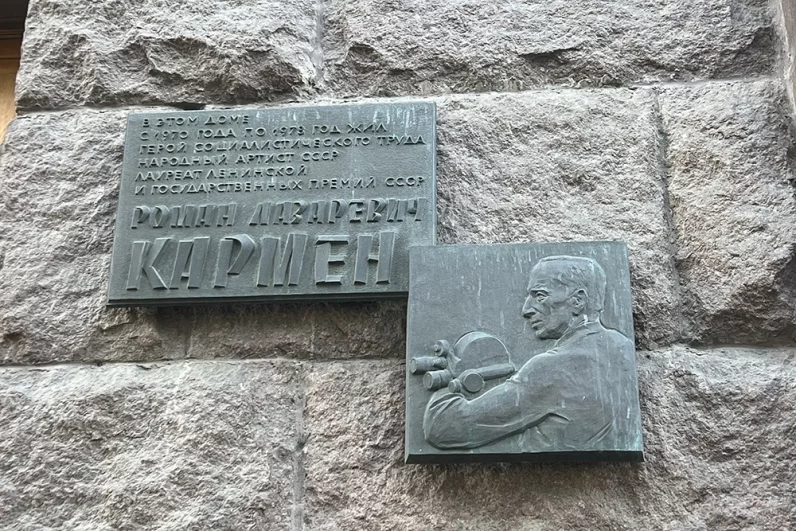 В ЭТОМ ДОМЕ
С 1970 ГОДА ПО 1978 ГОД ЖИЛ
ГЕРОЙ СОЦИАЛИСТИЧЕСКОГО ТРУДА
НАРОДНЫЙ АРТИСТ СССР
ЛАУРЕАТ ЛЕНИНСКОЙ
И ГОСУДАРСТВЕННЫХ ПРЕМИЙ СССР
РОМАН ЛАЗАРЕВИЧ
КАРМЕН